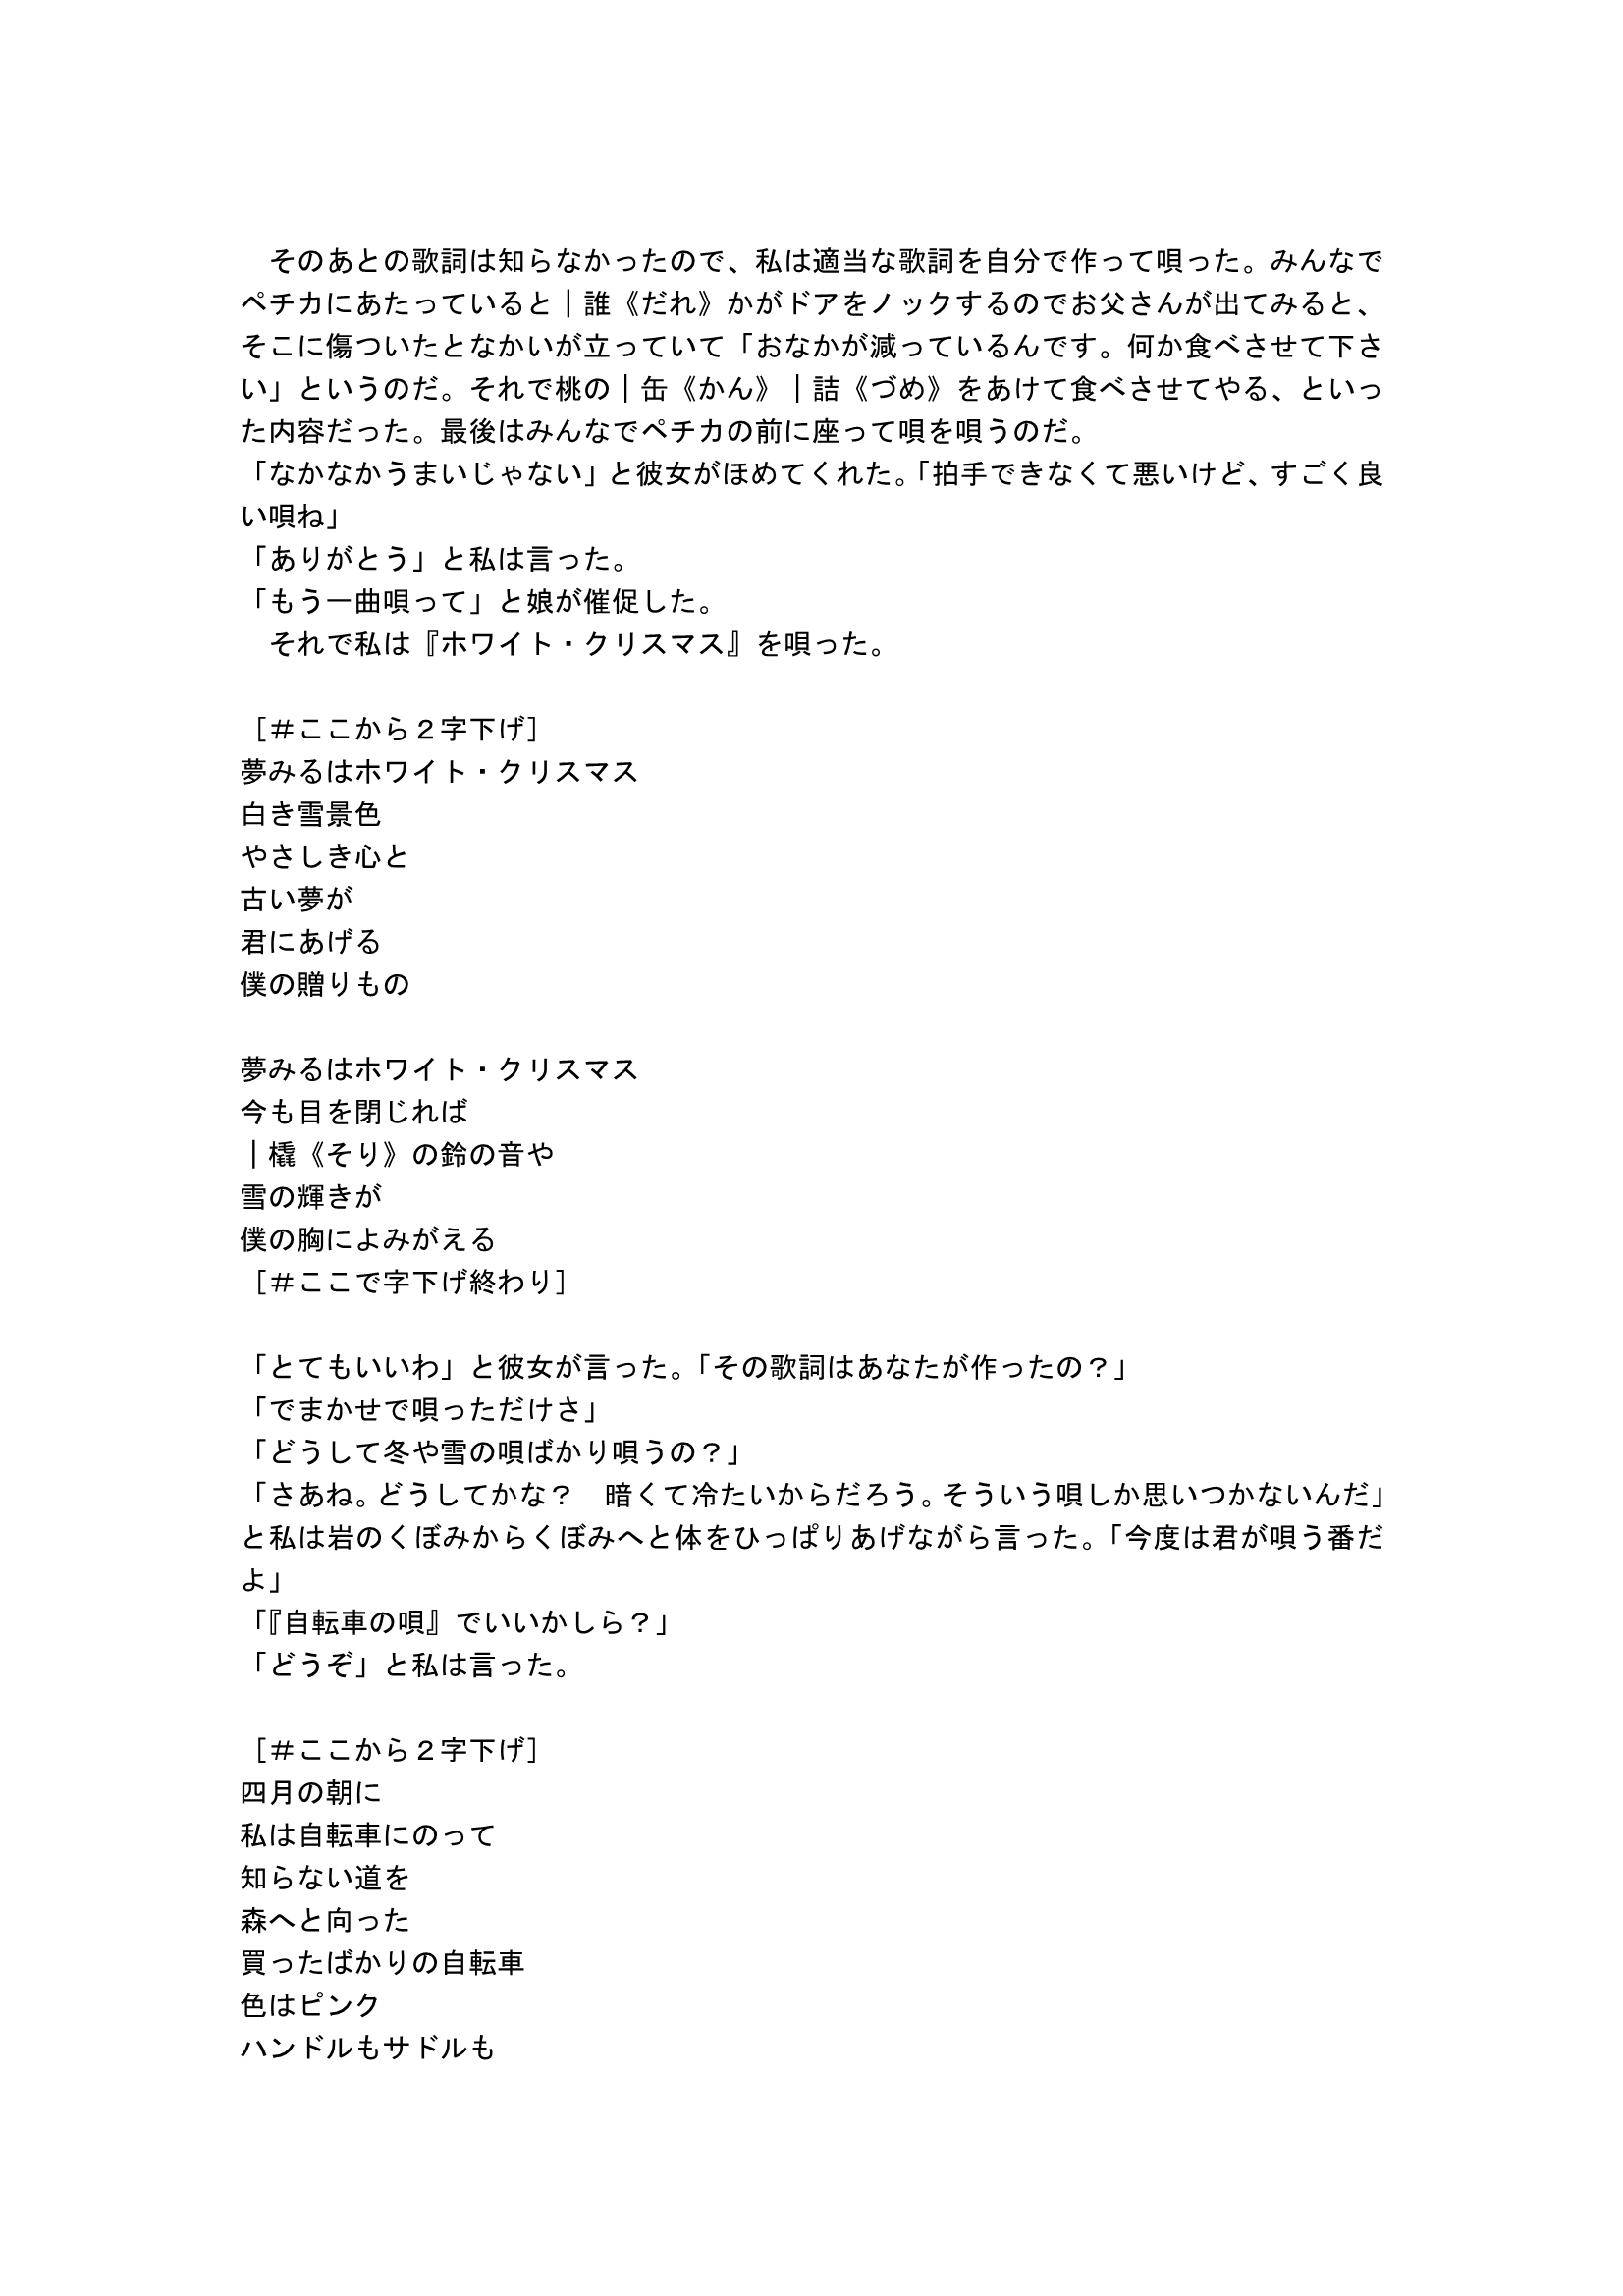 そのあとの歌詞は知らなかったので、私は適当な歌詞を自分で作って唄った。みんなで
ペチカにあたっていると｜誰《だれ》かがドアをノックするのでお父さんが出てみると、
そこに傷ついたとなかいが立っていて「おなかが減っているんです。何か食べさせて下さ
い」というのだ。それで桃の｜缶《かん》｜詰《づめ》をあけて食べさせてやる、といっ
た内容だった。最後はみんなでペチカの前に座って唄を唄うのだ。
「なかなかうまいじゃない」と彼女がほめてくれた。「拍手できなくて悪いけど、すごく良
い唄ね」
「ありがとう」と私は言った。
「もう一曲唄って」と娘が催促した。
　それで私は『ホワイト・クリスマス』を唄った。

［＃ここから２字下げ］
夢みるはホワイト・クリスマス
白き雪景色
やさしき心と
古い夢が
君にあげる
僕の贈りもの

夢みるはホワイト・クリスマス
今も目を閉じれば
｜橇《そり》の鈴の音や
雪の輝きが
僕の胸によみがえる
［＃ここで字下げ終わり］

「とてもいいわ」と彼女が言った。「その歌詞はあなたが作ったの？」
「でまかせで唄っただけさ」
「どうして冬や雪の唄ばかり唄うの？」
「さあね。どうしてかな？　暗くて冷たいからだろう。そういう唄しか思いつかないんだ」
と私は岩のくぼみからくぼみへと体をひっぱりあげながら言った。「今度は君が唄う番だ
よ」
「『自転車の唄』でいいかしら？」
「どうぞ」と私は言った。

［＃ここから２字下げ］
四月の朝に
私は自転車にのって
知らない道を
森へと向った
買ったばかりの自転車
色はピンク
ハンドルもサドルも